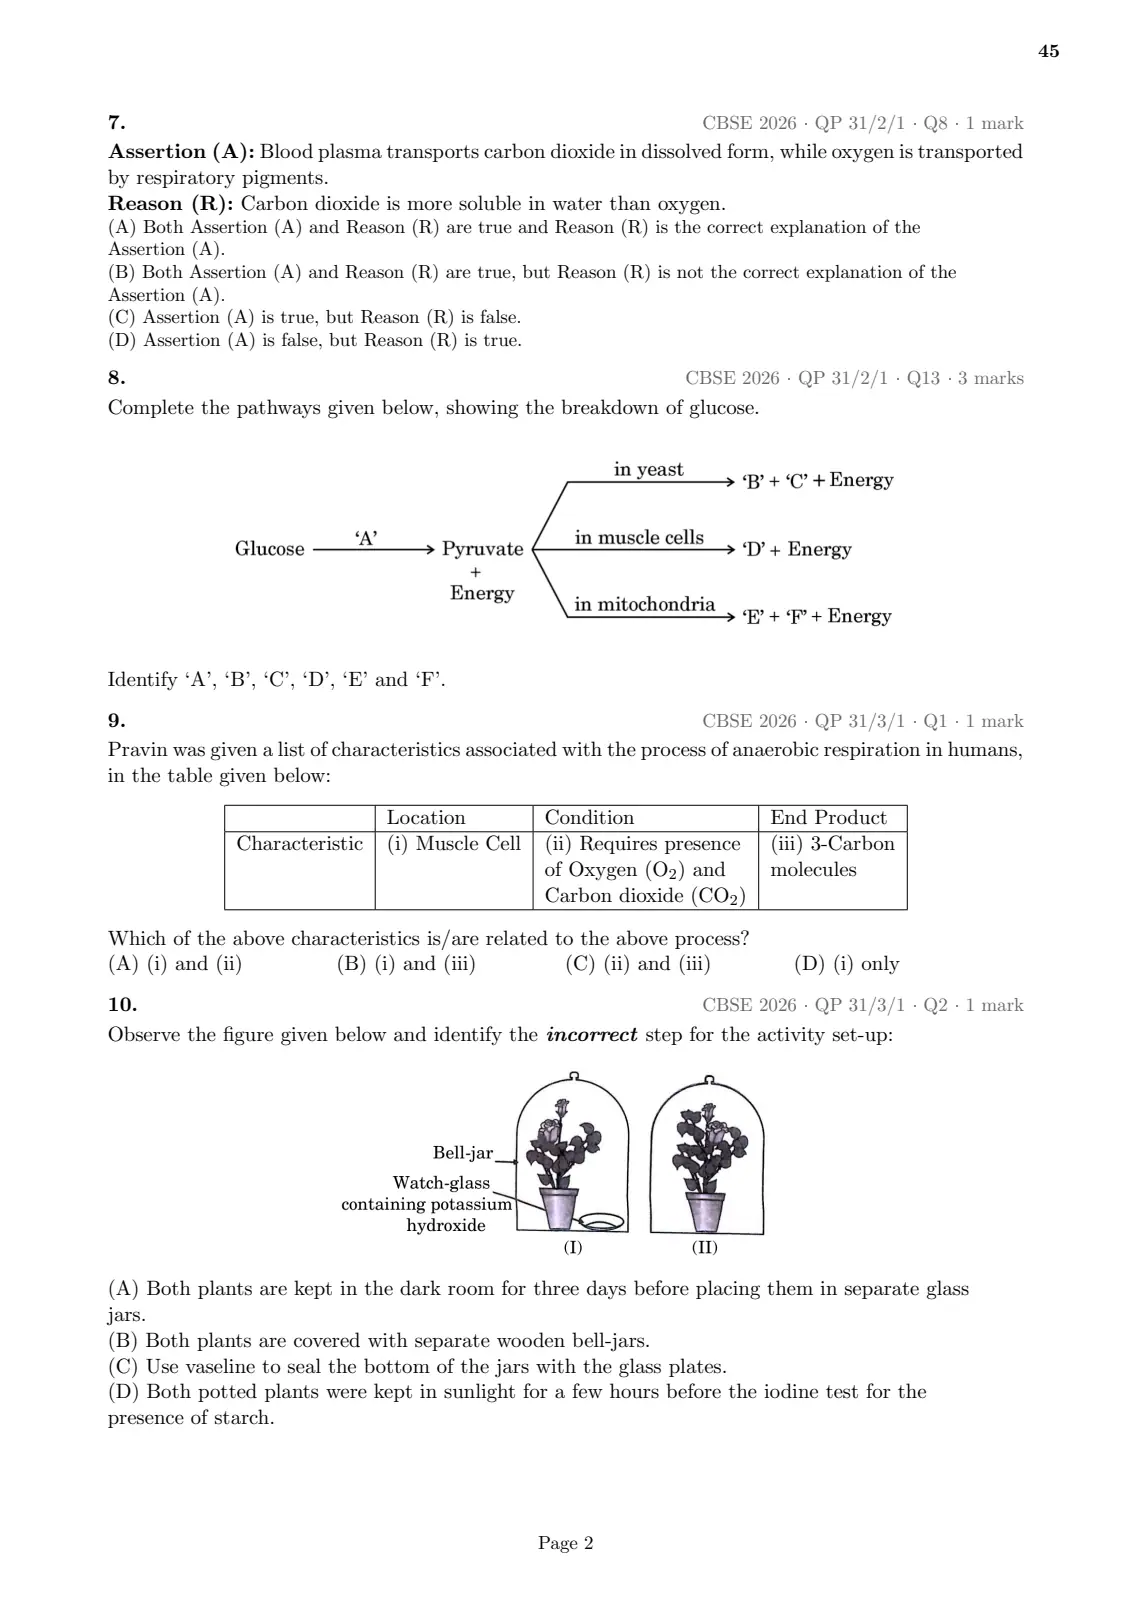 45
7.
CBSE 2026 · QP 31/2/1 · Q8 · 1 mark
Assertion (A): Blood plasma transports carbon dioxide in dissolved form, while oxygen is transported
by respiratory pigments.
Reason (R): Carbon dioxide is more soluble in water than oxygen.
(A) Both Assertion (A) and Reason (R) are true and Reason (R) is the correct explanation of the
Assertion (A).
(B) Both Assertion (A) and Reason (R) are true, but Reason (R) is not the correct explanation of the
Assertion (A).
(C) Assertion (A) is true, but Reason (R) is false.
(D) Assertion (A) is false, but Reason (R) is true.
8.
CBSE 2026 · QP 31/2/1 · Q13 · 3 marks
Complete the pathways given below, showing the breakdown of glucose.
in yeast
‘B’ + ‘C’ + Energy
Glucose ‘A’ Pyruvate
+
Energy
in muscle cells
‘D’ + Energy
in mitochondria
‘E’ + ‘F’ + Energy
Identify ‘A’, ‘B’, ‘C’, ‘D’, ‘E’ and ‘F’.
9.
CBSE 2026 · QP 31/3/1 · Q1 · 1 mark
Pravin was given a list of characteristics associated with the process of anaerobic respiration in humans,
in the table given below:
Location Condition End Product
Characteristic (i) Muscle Cell (ii) Requires presence (iii) 3-Carbon
of Oxygen (O₂) and molecules
Carbon dioxide (CO₂)
Which of the above characteristics is/are related to the above process?
(A) (i) and (ii) (B) (i) and (iii) (C) (ii) and (iii) (D) (i) only
10.
CBSE 2026 · QP 31/3/1 · Q2 · 1 mark
Observe the figure given below and identify the incorrect step for the activity set-up:
Bell-jar
Watch-glass
containing potassium
hydroxide
(I) (II)
(A) Both plants are kept in the dark room for three days before placing them in separate glass
jars.
(B) Both plants are covered with separate wooden bell-jars.
(C) Use vaseline to seal the bottom of the jars with the glass plates.
(D) Both potted plants were kept in sunlight for a few hours before the iodine test for the
presence of starch.
Page 2